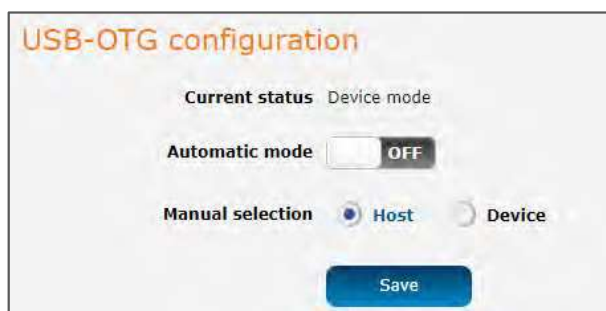 USB-OTG configuration
Current status Device mode
Automatic mode OFF
Manual selection Host Device
Save